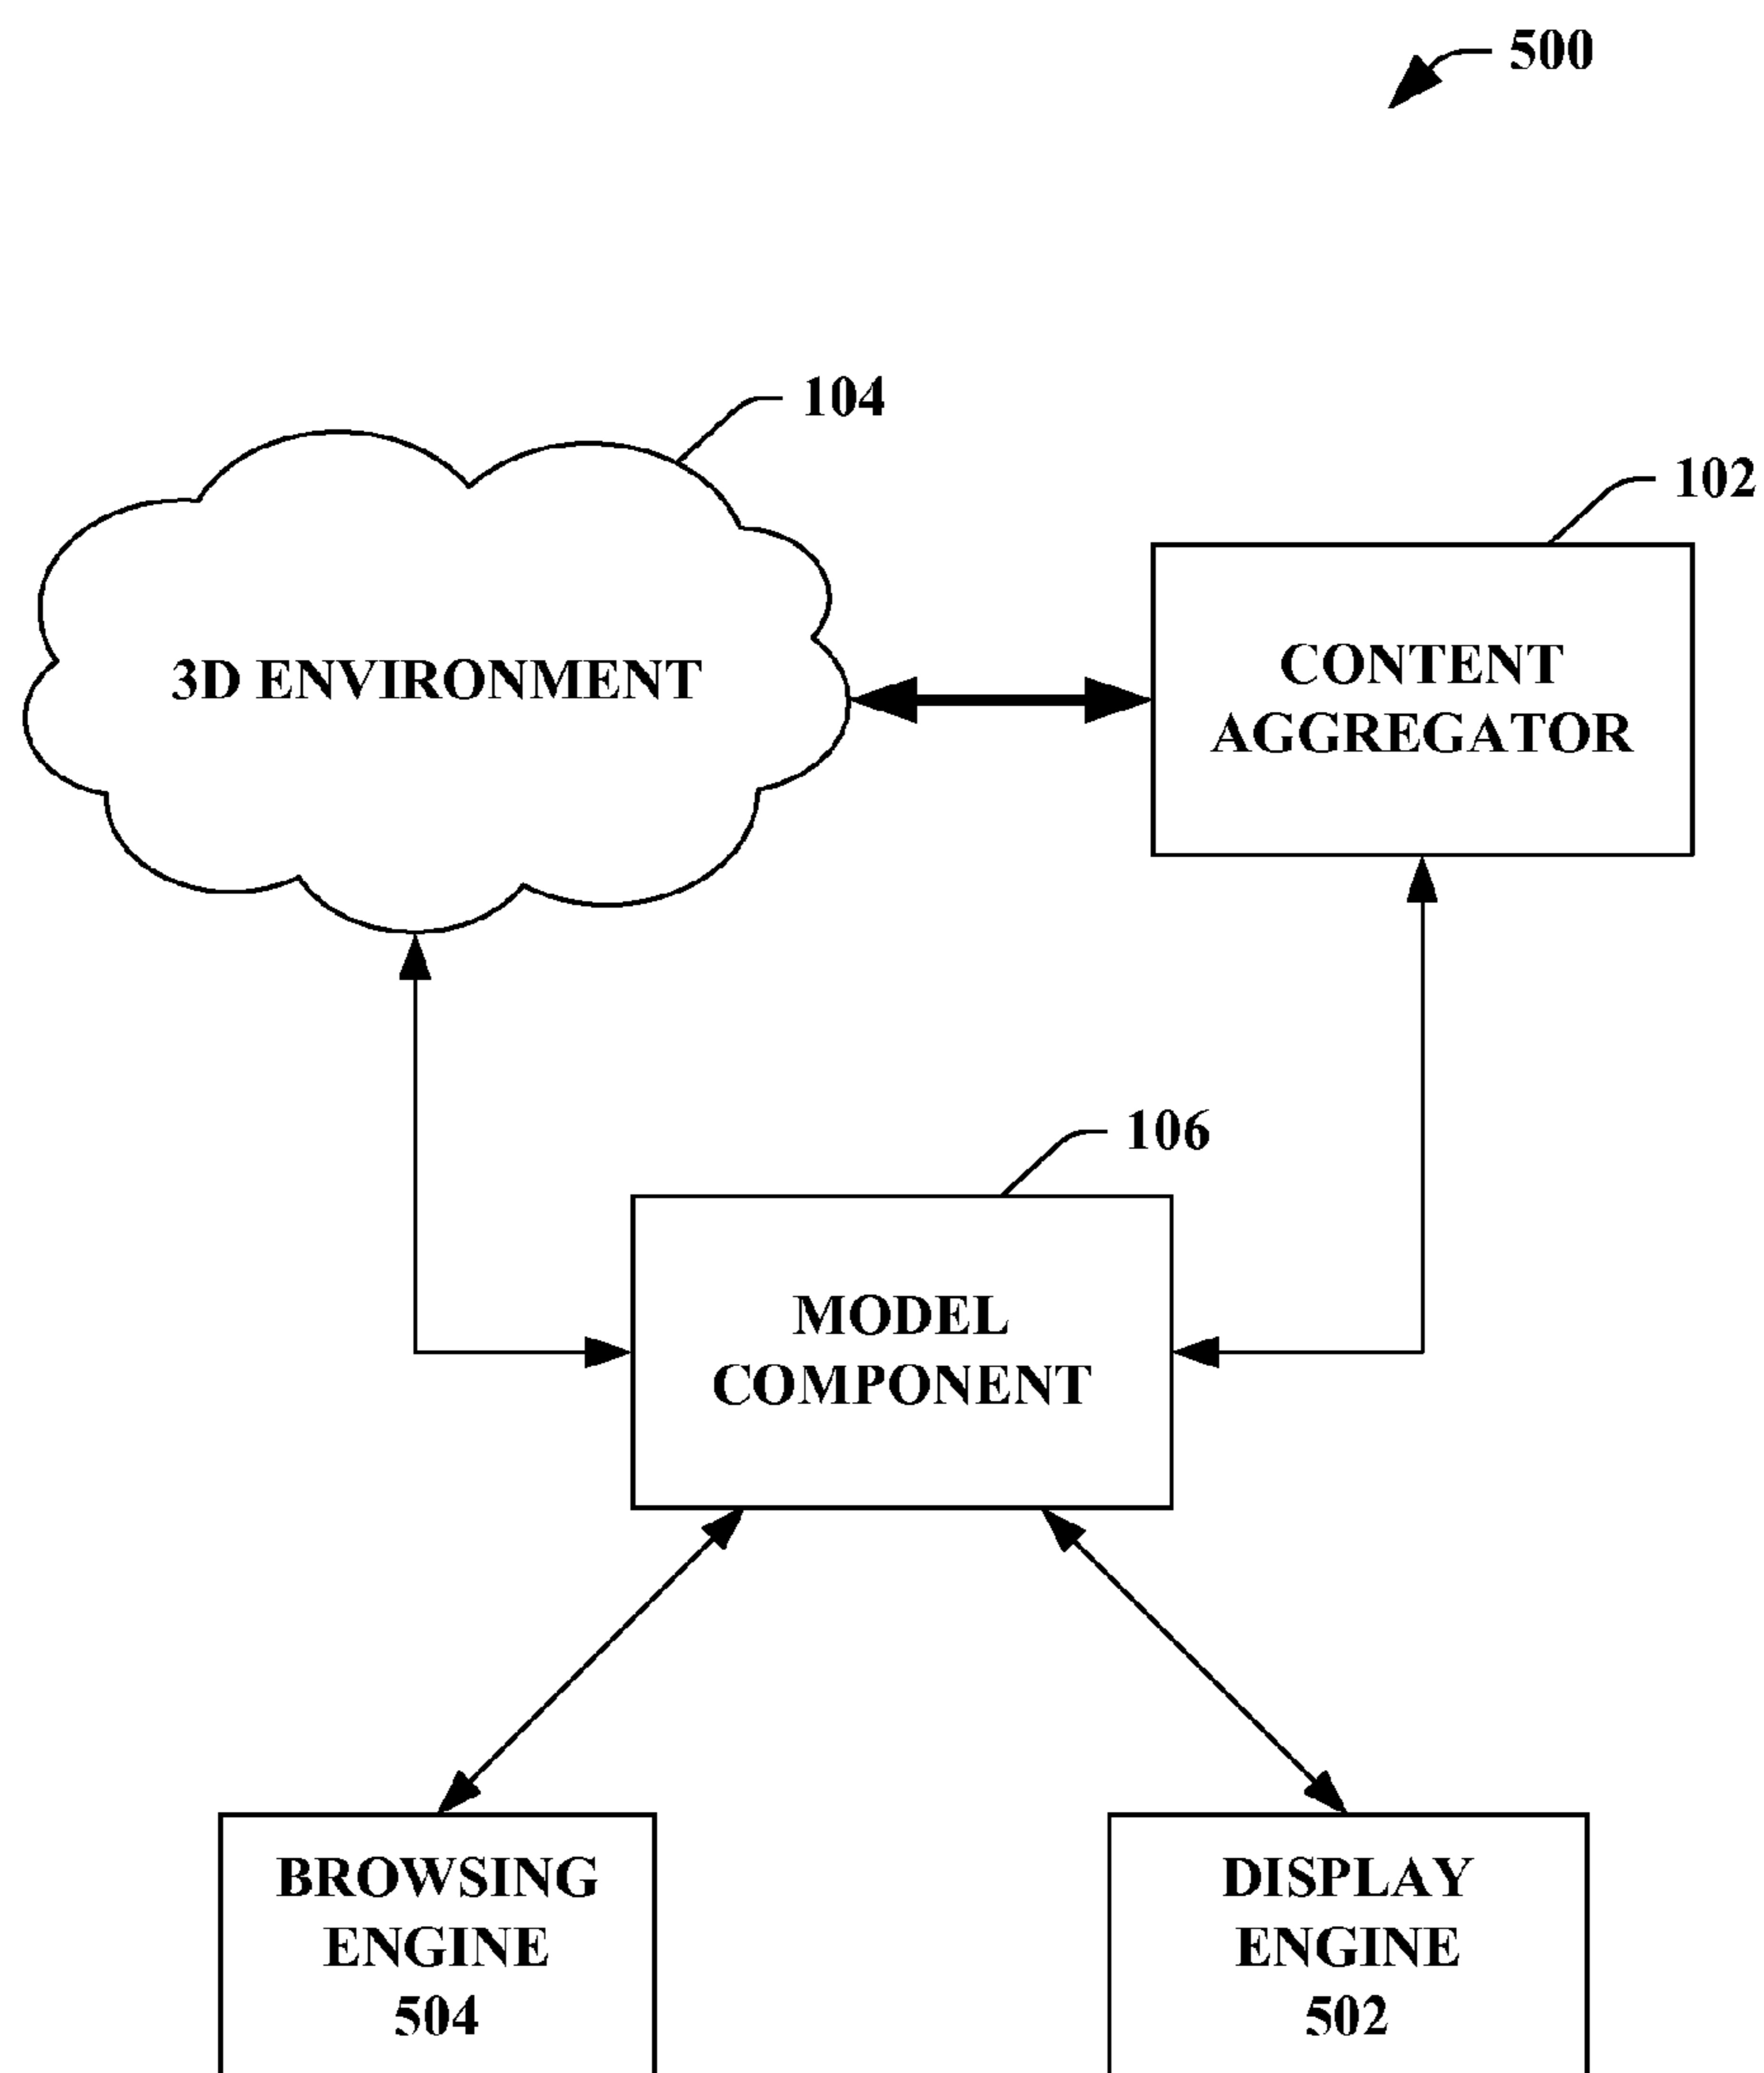 500
104
102
3D ENVIRONMENT
CONTENT
AGGREGATOR
106
MODEL
COMPONENT
BROWSING
ENGINE
504
DISPLAY
ENGINE
502